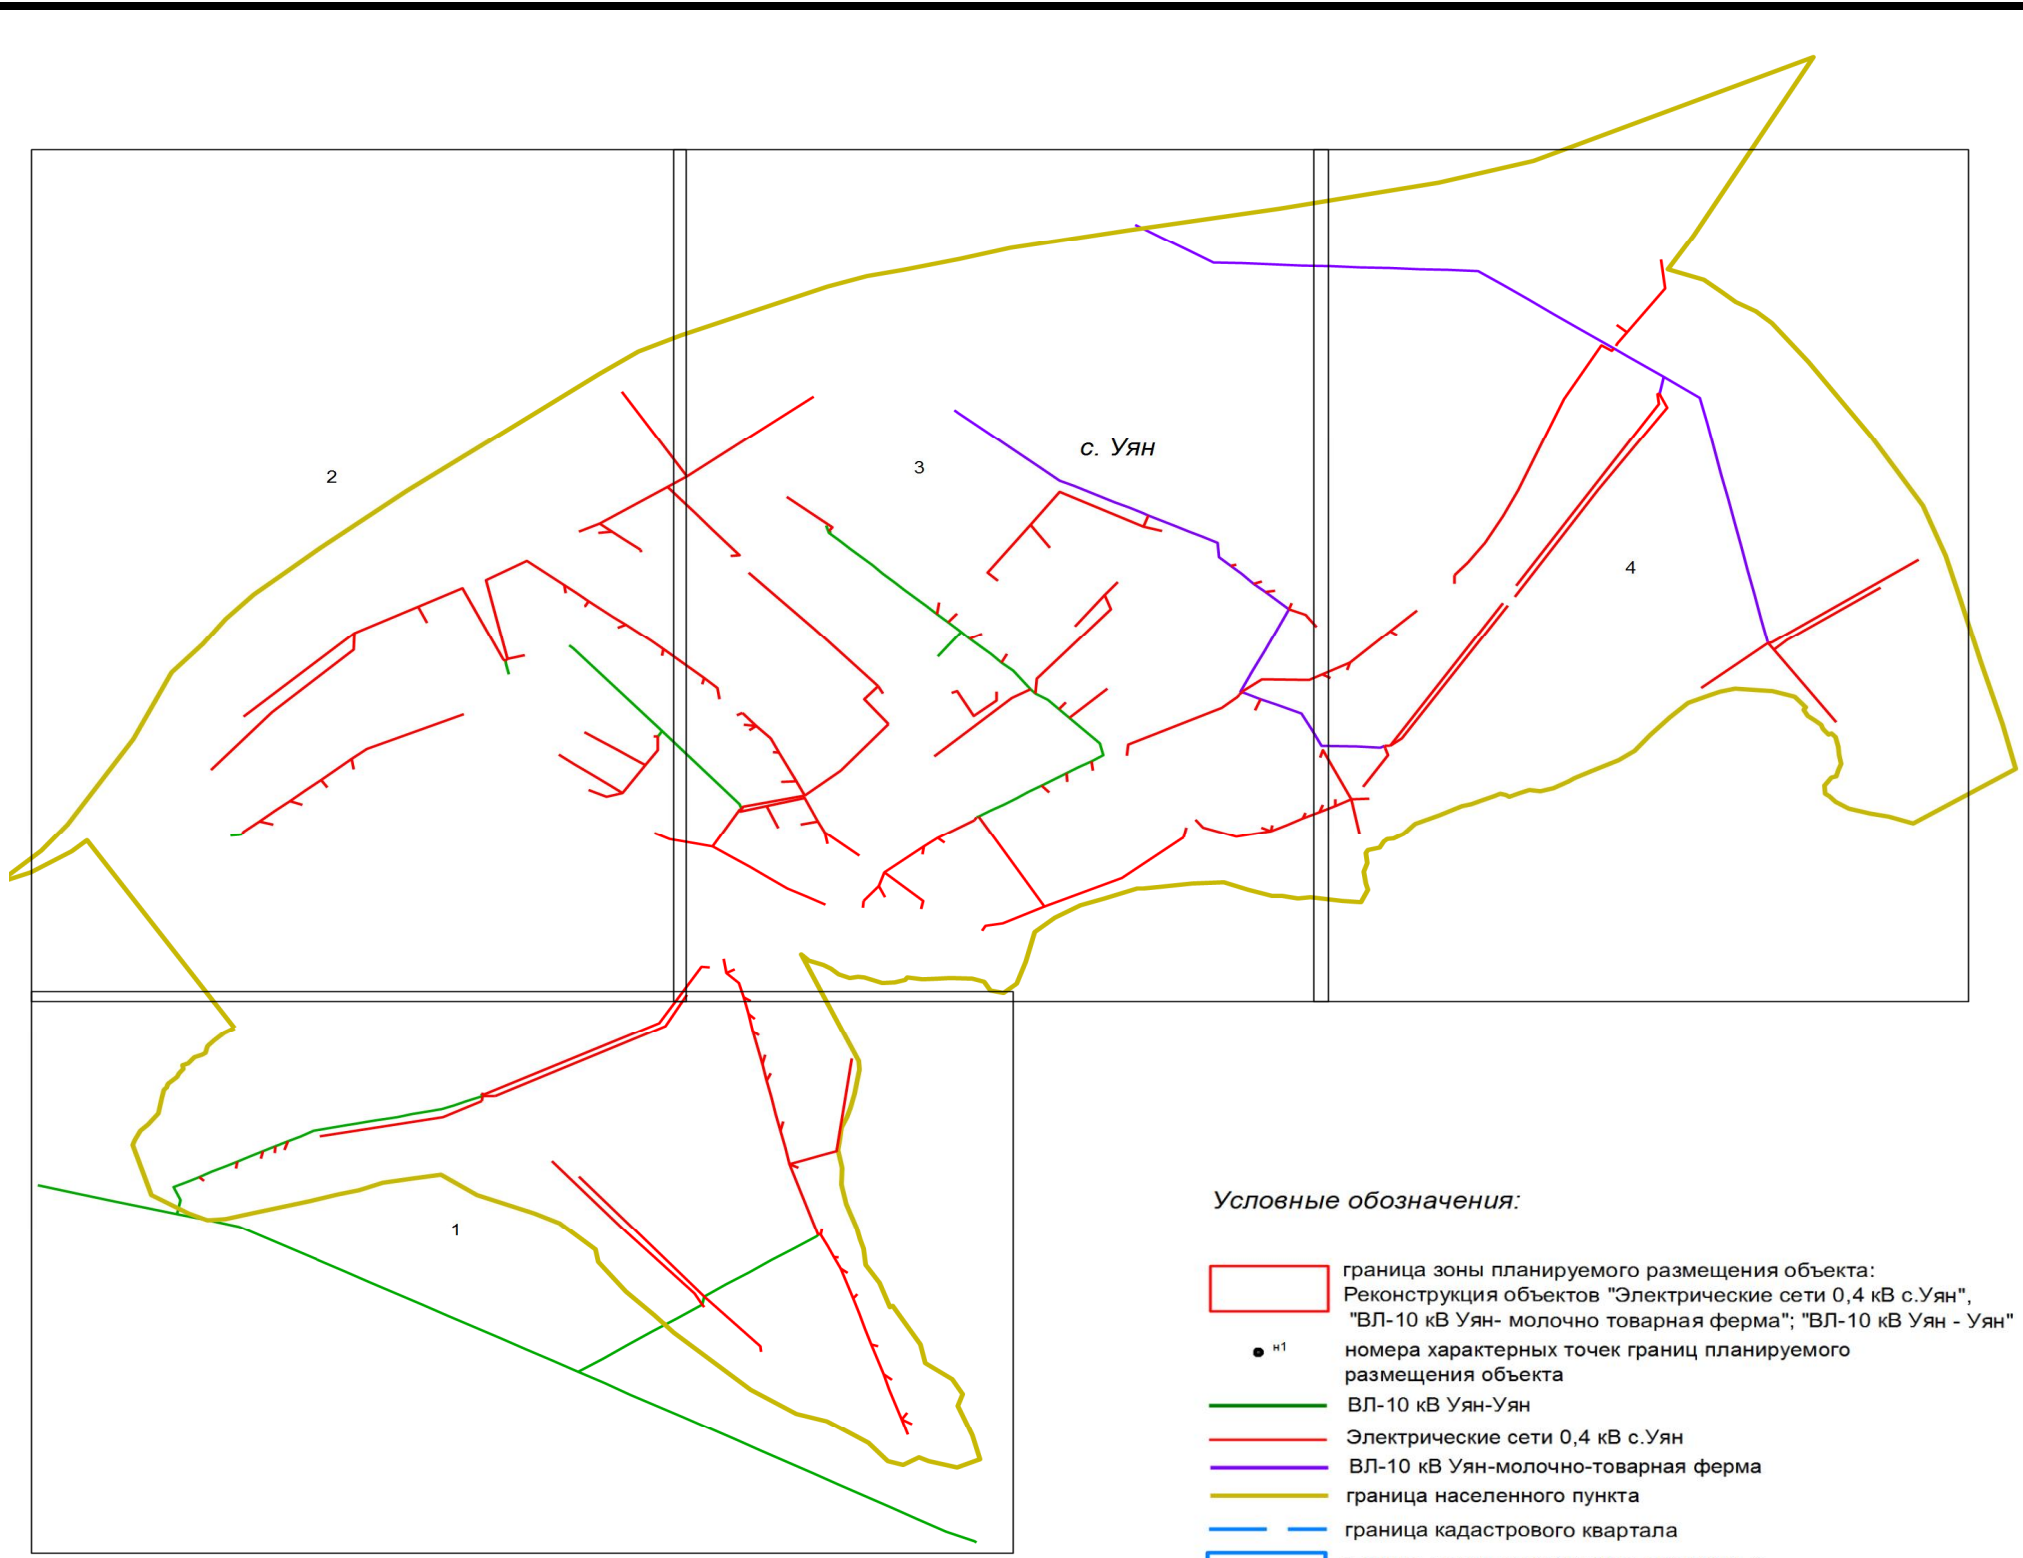 с. Уян
3
2
4
1
Условные обозначения:
граница зоны планируемого размещения объекта:
Реконструкция объектов "Электрические сети 0,4 кВ с.Уян",
"ВЛ-10 кВ Уян- молочно товарная ферма"; "ВЛ-10 кВ Уян - Уян"
н1 номера характерных точек границ планируемого
размещения объекта
ВЛ-10 кВ Уян-Уян
Электрические сети 0,4 кВ с.Уян
ВЛ-10 кВ Уян-молочно-товарная ферма
граница населенного пункта
граница кадастрового квартала